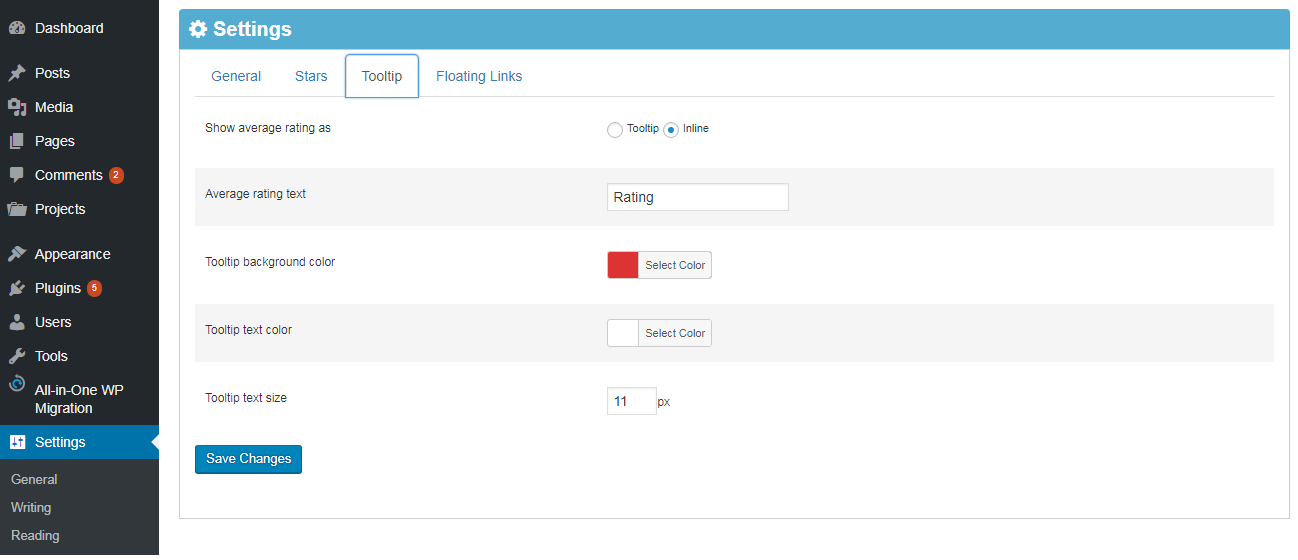 Dashboard
Posts
Media
Pages
Comments 2
Projects
Appearance
Plugins 5
Users
Tools
All-in-One WP
Migration
Settings
General
Writing
Reading
Settings
General Stars Tooltip Floating Links
Show average rating as Tooltip Inline
Average rating text Rating
Tooltip background color Select Color
Tooltip text color Select Color
Tooltip text size 11 px
Save Changes